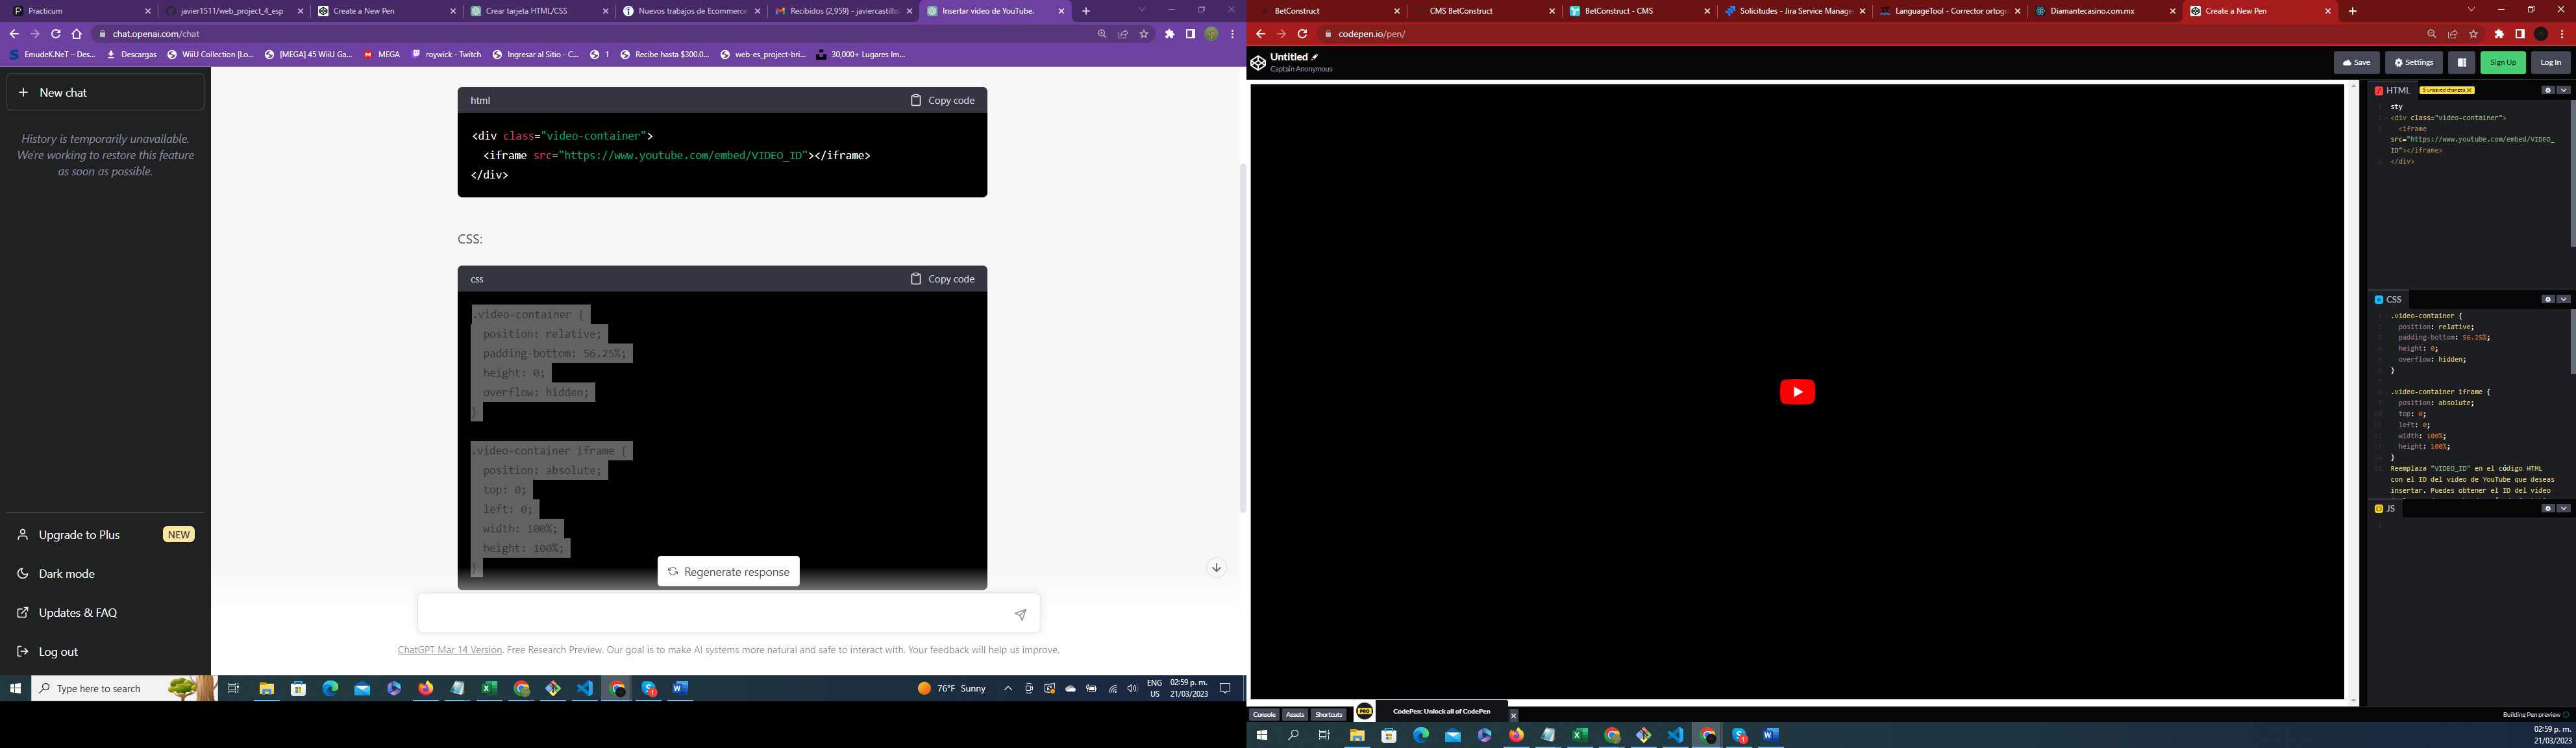 Practicum
javier1511/web_project_4_esp
Create a New Pen
Crear tarjeta HTML/CSS
Nuevos trabajos de Ecommerce
Recibidos (2,959) - javiercastillo
Insertar video de YouTube.
chat.openai.com/chat
EmudeK.NeT – Des...
Descargas
WiiU Collection [Lo...
[MEGA] 45 WiiU Ga...
MEGA
roywick - Twitch
Ingresar al Sitio - C...
1
Recibe hasta $300.0...
web-es_project-bri...
30,000+ Lugares Im...
New chat
History is temporarily unavailable.
We're working to restore this feature
as soon as possible.
Upgrade to Plus
NEW
Dark mode
Updates & FAQ
Log out
html
Copy code
<div class="video-container">
<iframe src="https://www.youtube.com/embed/VIDEO_ID"></iframe>
</div>
CSS:
css
Copy code
.video-container {
position: relative;
padding-bottom: 56.25%;
height: 0;
overflow: hidden;
}
.video-container iframe {
position: absolute;
top: 0;
left: 0;
width: 100%;
height: 100%;
}
Regenerate response
ChatGPT Mar 14 Version. Free Research Preview. Our goal is to make AI systems more natural and safe to interact with. Your feedback will help us improve.
Type here to search
76°F Sunny
ENG
US
02:59 p. m.
21/03/2023
BetConstruct
CMS BetConstruct
BetConstruct - CMS
Solicitudes - Jira Service Manage
LanguageTool - Corrector ortogr
Diamantecasino.com.mx
Create a New Pen
codepen.io/pen/
Untitled
Captain Anonymous
Save
Settings
Sign Up
Log In
HTML
5 unsaved changes X
sty
<div class="video-container">
<iframe
src="https://www.youtube.com/embed/VIDEO_
ID"></iframe>
</div>
CSS
.video-container {
position: relative;
padding-bottom: 56.25%;
height: 0;
overflow: hidden;
}
.video-container iframe {
position: absolute;
top: 0;
left: 0;
width: 100%;
height: 100%;
}
Reemplaza "VIDEO_ID" en el código HTML
con el ID del video de YouTube que deseas
insertar. Puedes obtener el ID del video
JS
Console
Assets
Shortcuts
PRO
CodePen: Unlock all of CodePen
Building Pen preview
02:59 p. m.
21/03/2023